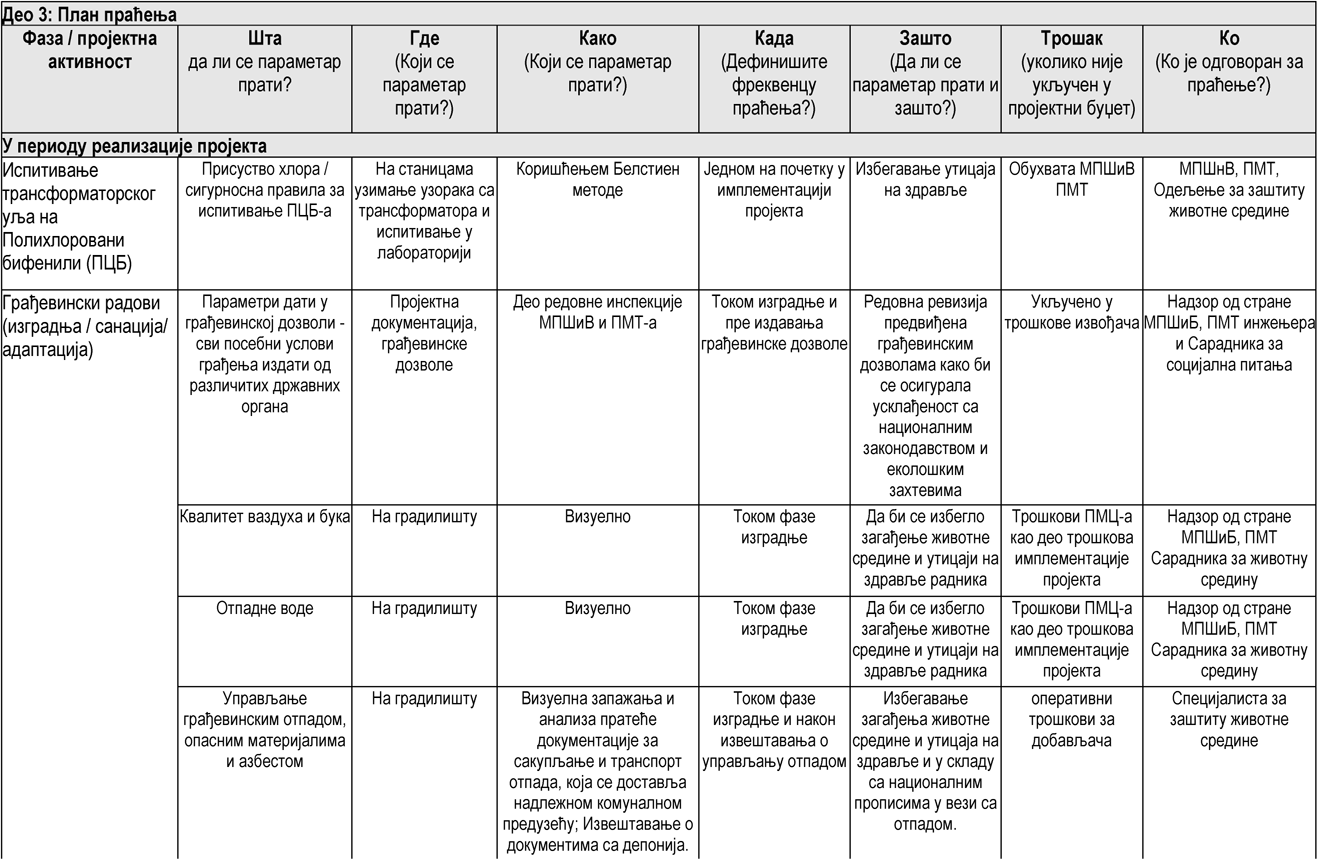 Део 3: План праћења
Фаза / пројектна
активност
Шта
да ли се параметар
прати?
Где
(Који се
параметар
прати?)
Како
(Који се параметар
прати?)
Када
(Дефинишите
фреквенцу
праћења?)
Зашто
(Да ли се
параметар прати и
зашто?)
Трошак
(уколико није
укључен у
пројектни буџет)
Ко
(Ко је одговоран за
праћење?)
У периоду реализације пројекта
Испитивање
трансформаторског
уља на
Полихлоровани
бифенили (ПЦБ)
Присуство хлора /
сигурносна правила за
испитивање ПЦБ-а
На станицама
узимање узорака са
трансформатора и
испитивање у
лабораторији
Коришћењем Белстиен
методе
Једном на почетку у
имплементацији
пројекта
Избегавање утицаја
на здравље
Обухвата МПШиВ
ПМТ
МПШнВ, ПМТ,
Одељење за заштиту
животне средине
Грађевински радови
(изградња / санација/
адаптација)
Параметри дати у
грађевинској дозволи -
сви посебни услови
грађења издати од
различитих државних
органа
Пројектна
документација,
грађевинске
дозволе
Део редовне инспекције
МПШиВ и ПМТ-а
Током изградње и
пре издавања
грађевинске дозволе
Редовна ревизија
предвиђена
грађевинским
дозволама како би
се осигурала
усклађеност са
националним
законодавством и
еколошким
захтевима
Укључено у
трошкове извођача
Надзор од стране
МПШиБ, ПМТ инжењера
и Сарадника за
социјална питања
Квалитет ваздуха и бука
На градилишту
Визуелно
Током фазе
изградње
Да би се избегло
загађење животне
средине и утицаји на
здравље радника
Трошкови ПМЦ-а
као део трошкова
имплементације
пројекта
Надзор од стране
МПШиБ, ПМТ
Сарадника за животну
средину
Отпадне воде
На градилишту
Визуелно
Током фазе
изградње
Да би се избегло
загађење животне
средине и утицаји на
здравље радника
Трошкови ПМЦ-а
као део трошкова
имплементације
пројекта
Надзор од стране
МПШиБ, ПМТ
Сарадника за животну
средину
Управљање
грађевинским отпадом,
опасним материјалима
и азбестом
На градилишту
Визуелна запажања и
анализа пратеће
документације за
сакупљање и транспорт
отпада, која се доставља
надлежном комуналном
предузећу; Извештавање о
документима са депонија.
Током фазе
изградње и након
извештавања о
управљању отпадом
Избегавање
загађења животне
средине и утицаја на
здравље и у складу
са националним
прописима у вези са
отпадом.
оперативни
трошкови за
добављача
Специјалиста за
заштиту животне
средине